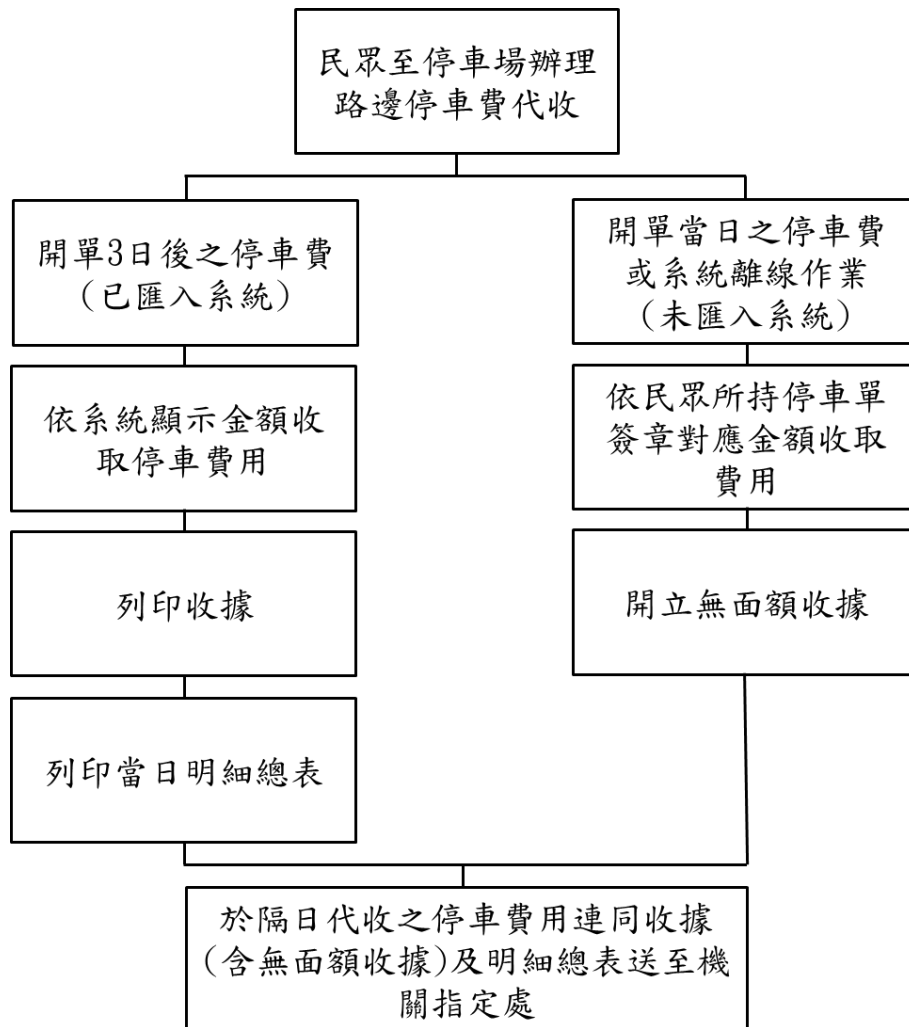 民眾至停車場辦理
路邊停車費代收
開單3日後之停車費
(已匯入系統)
依系統顯示金額收
取停車費用
列印收據
列印當日明細總表
開單當日之停車費
或系統離線作業
(未匯入系統)
依民眾所持停車單
簽章對應金額收取
費用
開立無面額收據
於隔日代收之停車費用連同收據
(含無面額收據)及明細總表送至機
關指定處